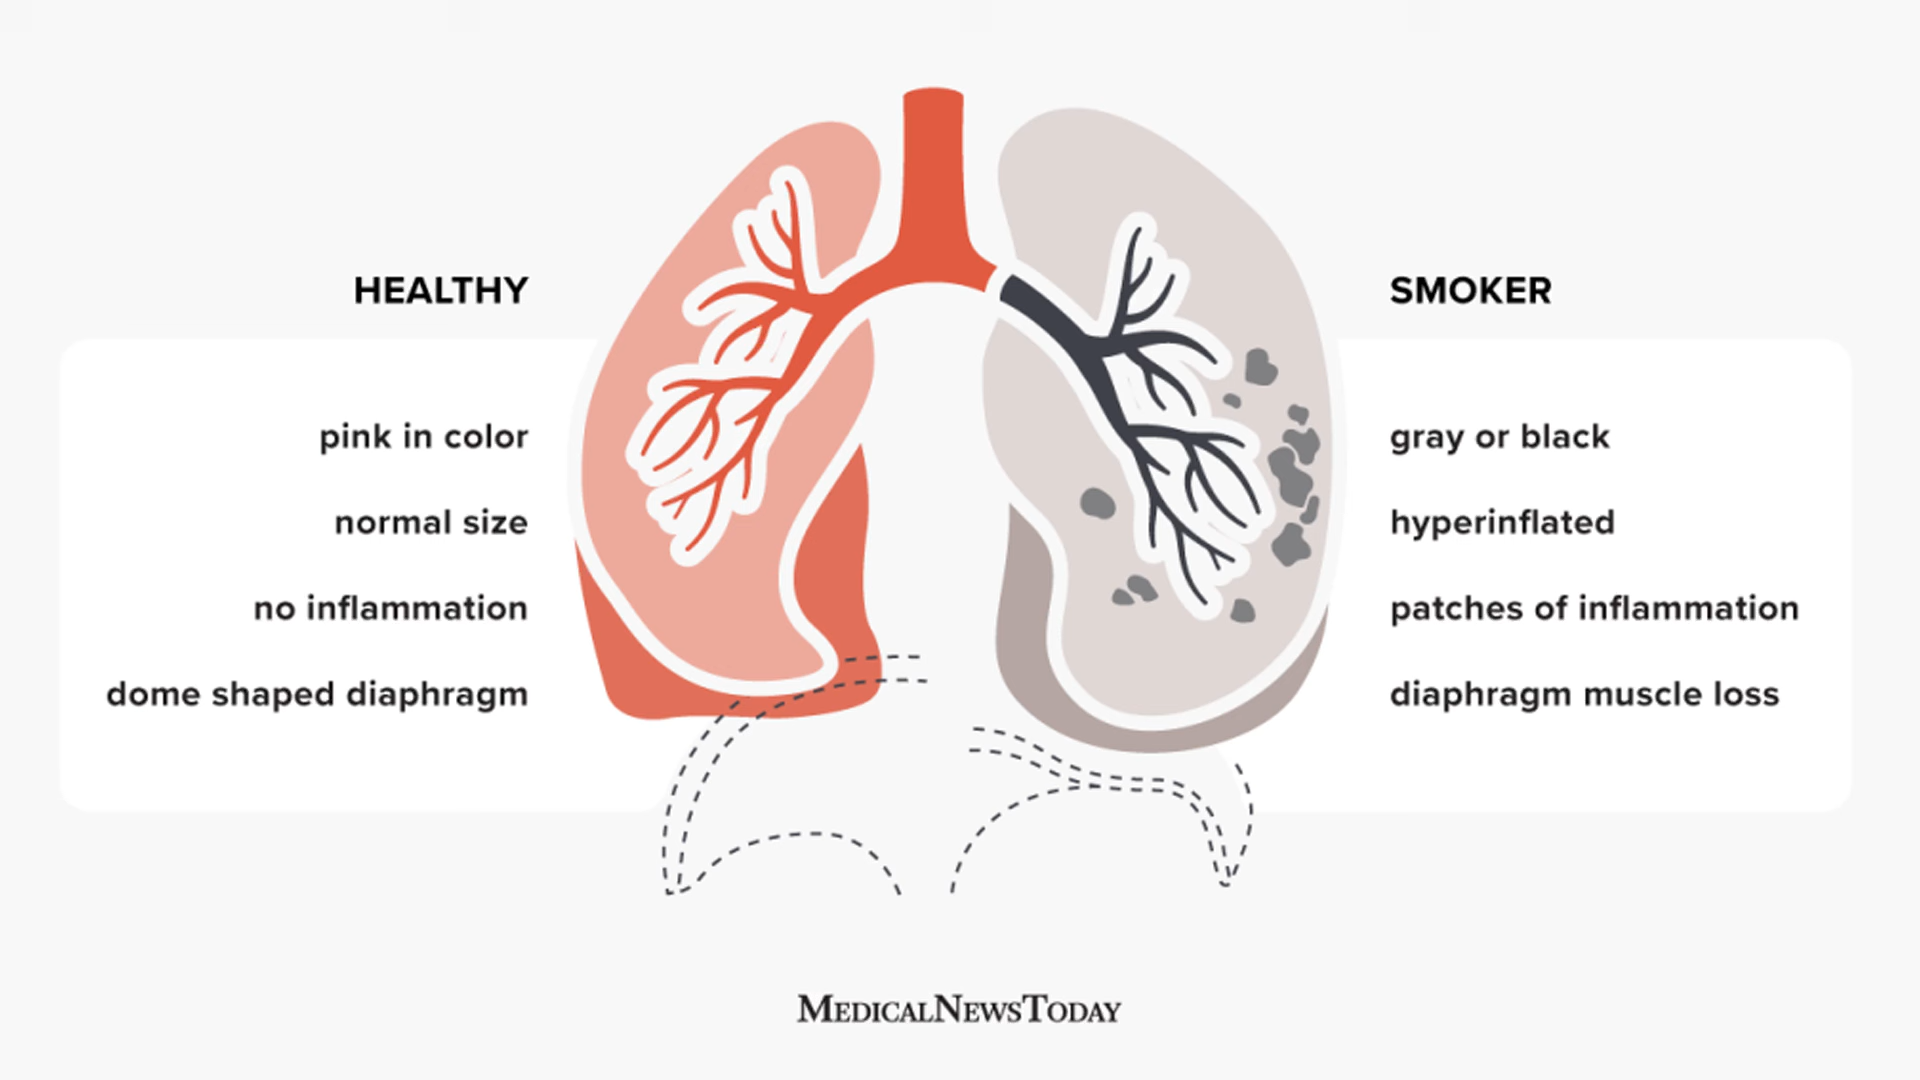 HEALTHY
pink in color
normal size
no inflammation
dome shaped diaphragm
SMOKER
gray or black
hyperinflated
patches of inflammation
diaphragm muscle loss
MEDICALNEWSTODAY